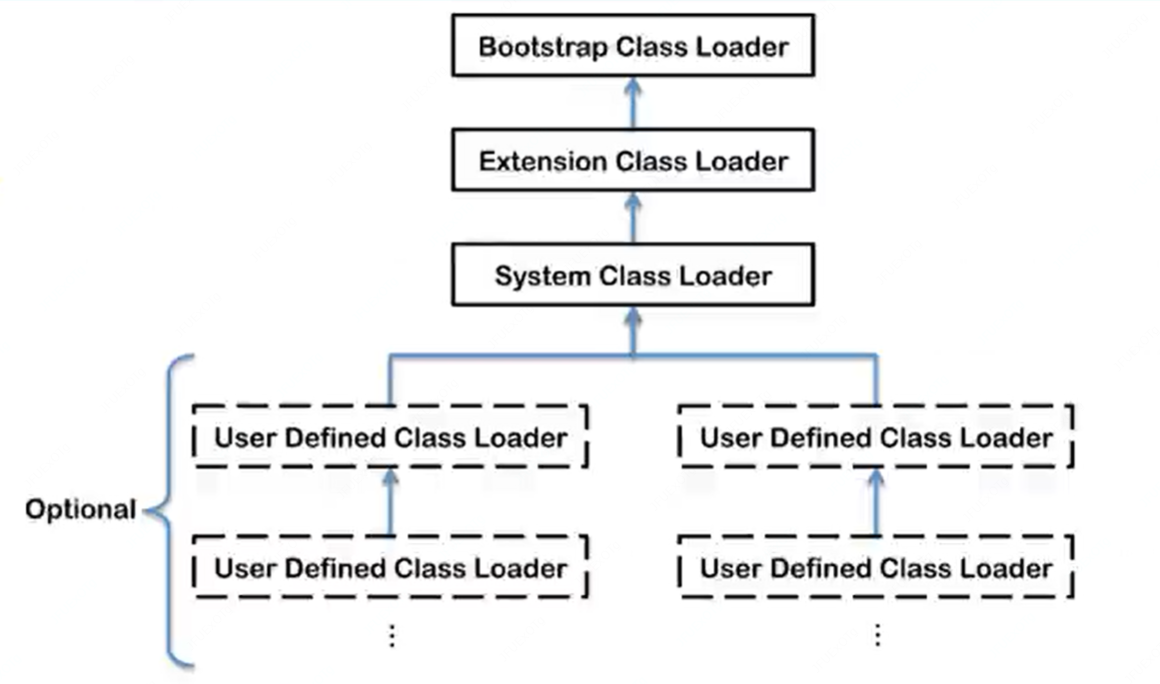 Bootstrap Class Loader
Extension Class Loader
System Class Loader
User Defined Class Loader
User Defined Class Loader
Optional
User Defined Class Loader
User Defined Class Loader